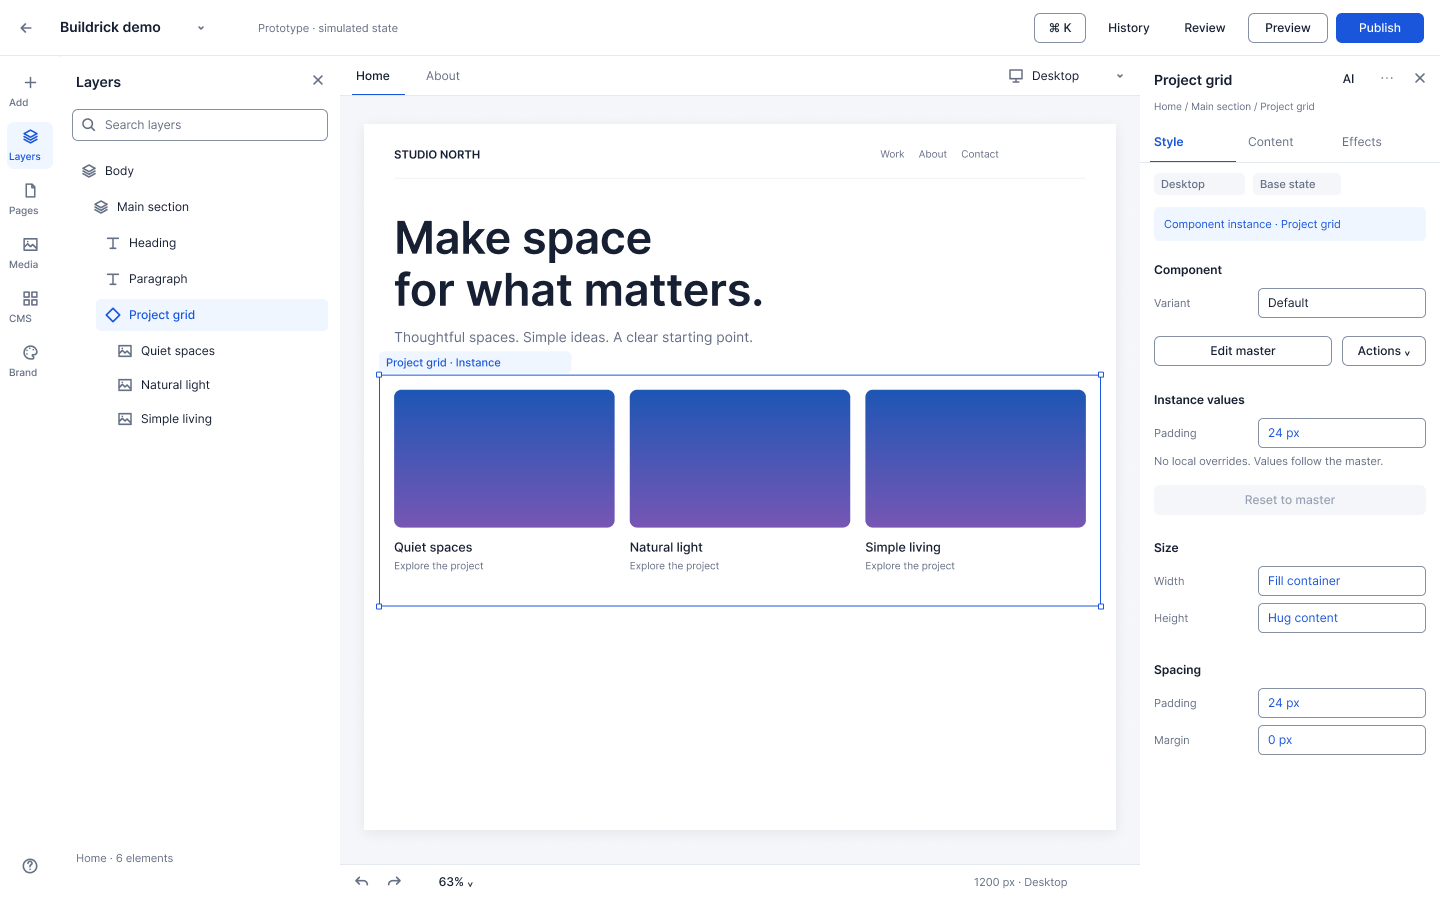 Buildrick demo
Prototype · simulated state
⌘ K
History
Review
Preview
Publish
Add
Layers
Pages
Media
CMS
Brand
Layers
Search layers
Body
Main section
Heading
Paragraph
Project grid
Quiet spaces
Natural light
Simple living
Home · 6 elements
Home
About
Desktop
STUDIO NORTH
Work
About
Contact
Make space
for what matters.
Thoughtful spaces. Simple ideas. A clear starting point.
Project grid · Instance
Quiet spaces
Explore the project
Natural light
Explore the project
Simple living
Explore the project
63%
1200 px · Desktop
Project grid
AI
···
Home / Main section / Project grid
Style
Content
Effects
Desktop
Base state
Component instance · Project grid
Component
Variant
Default
Edit master
Actions
Instance values
Padding
24 px
No local overrides. Values follow the master.
Reset to master
Size
Width
Fill container
Height
Hug content
Spacing
Padding
24 px
Margin
0 px